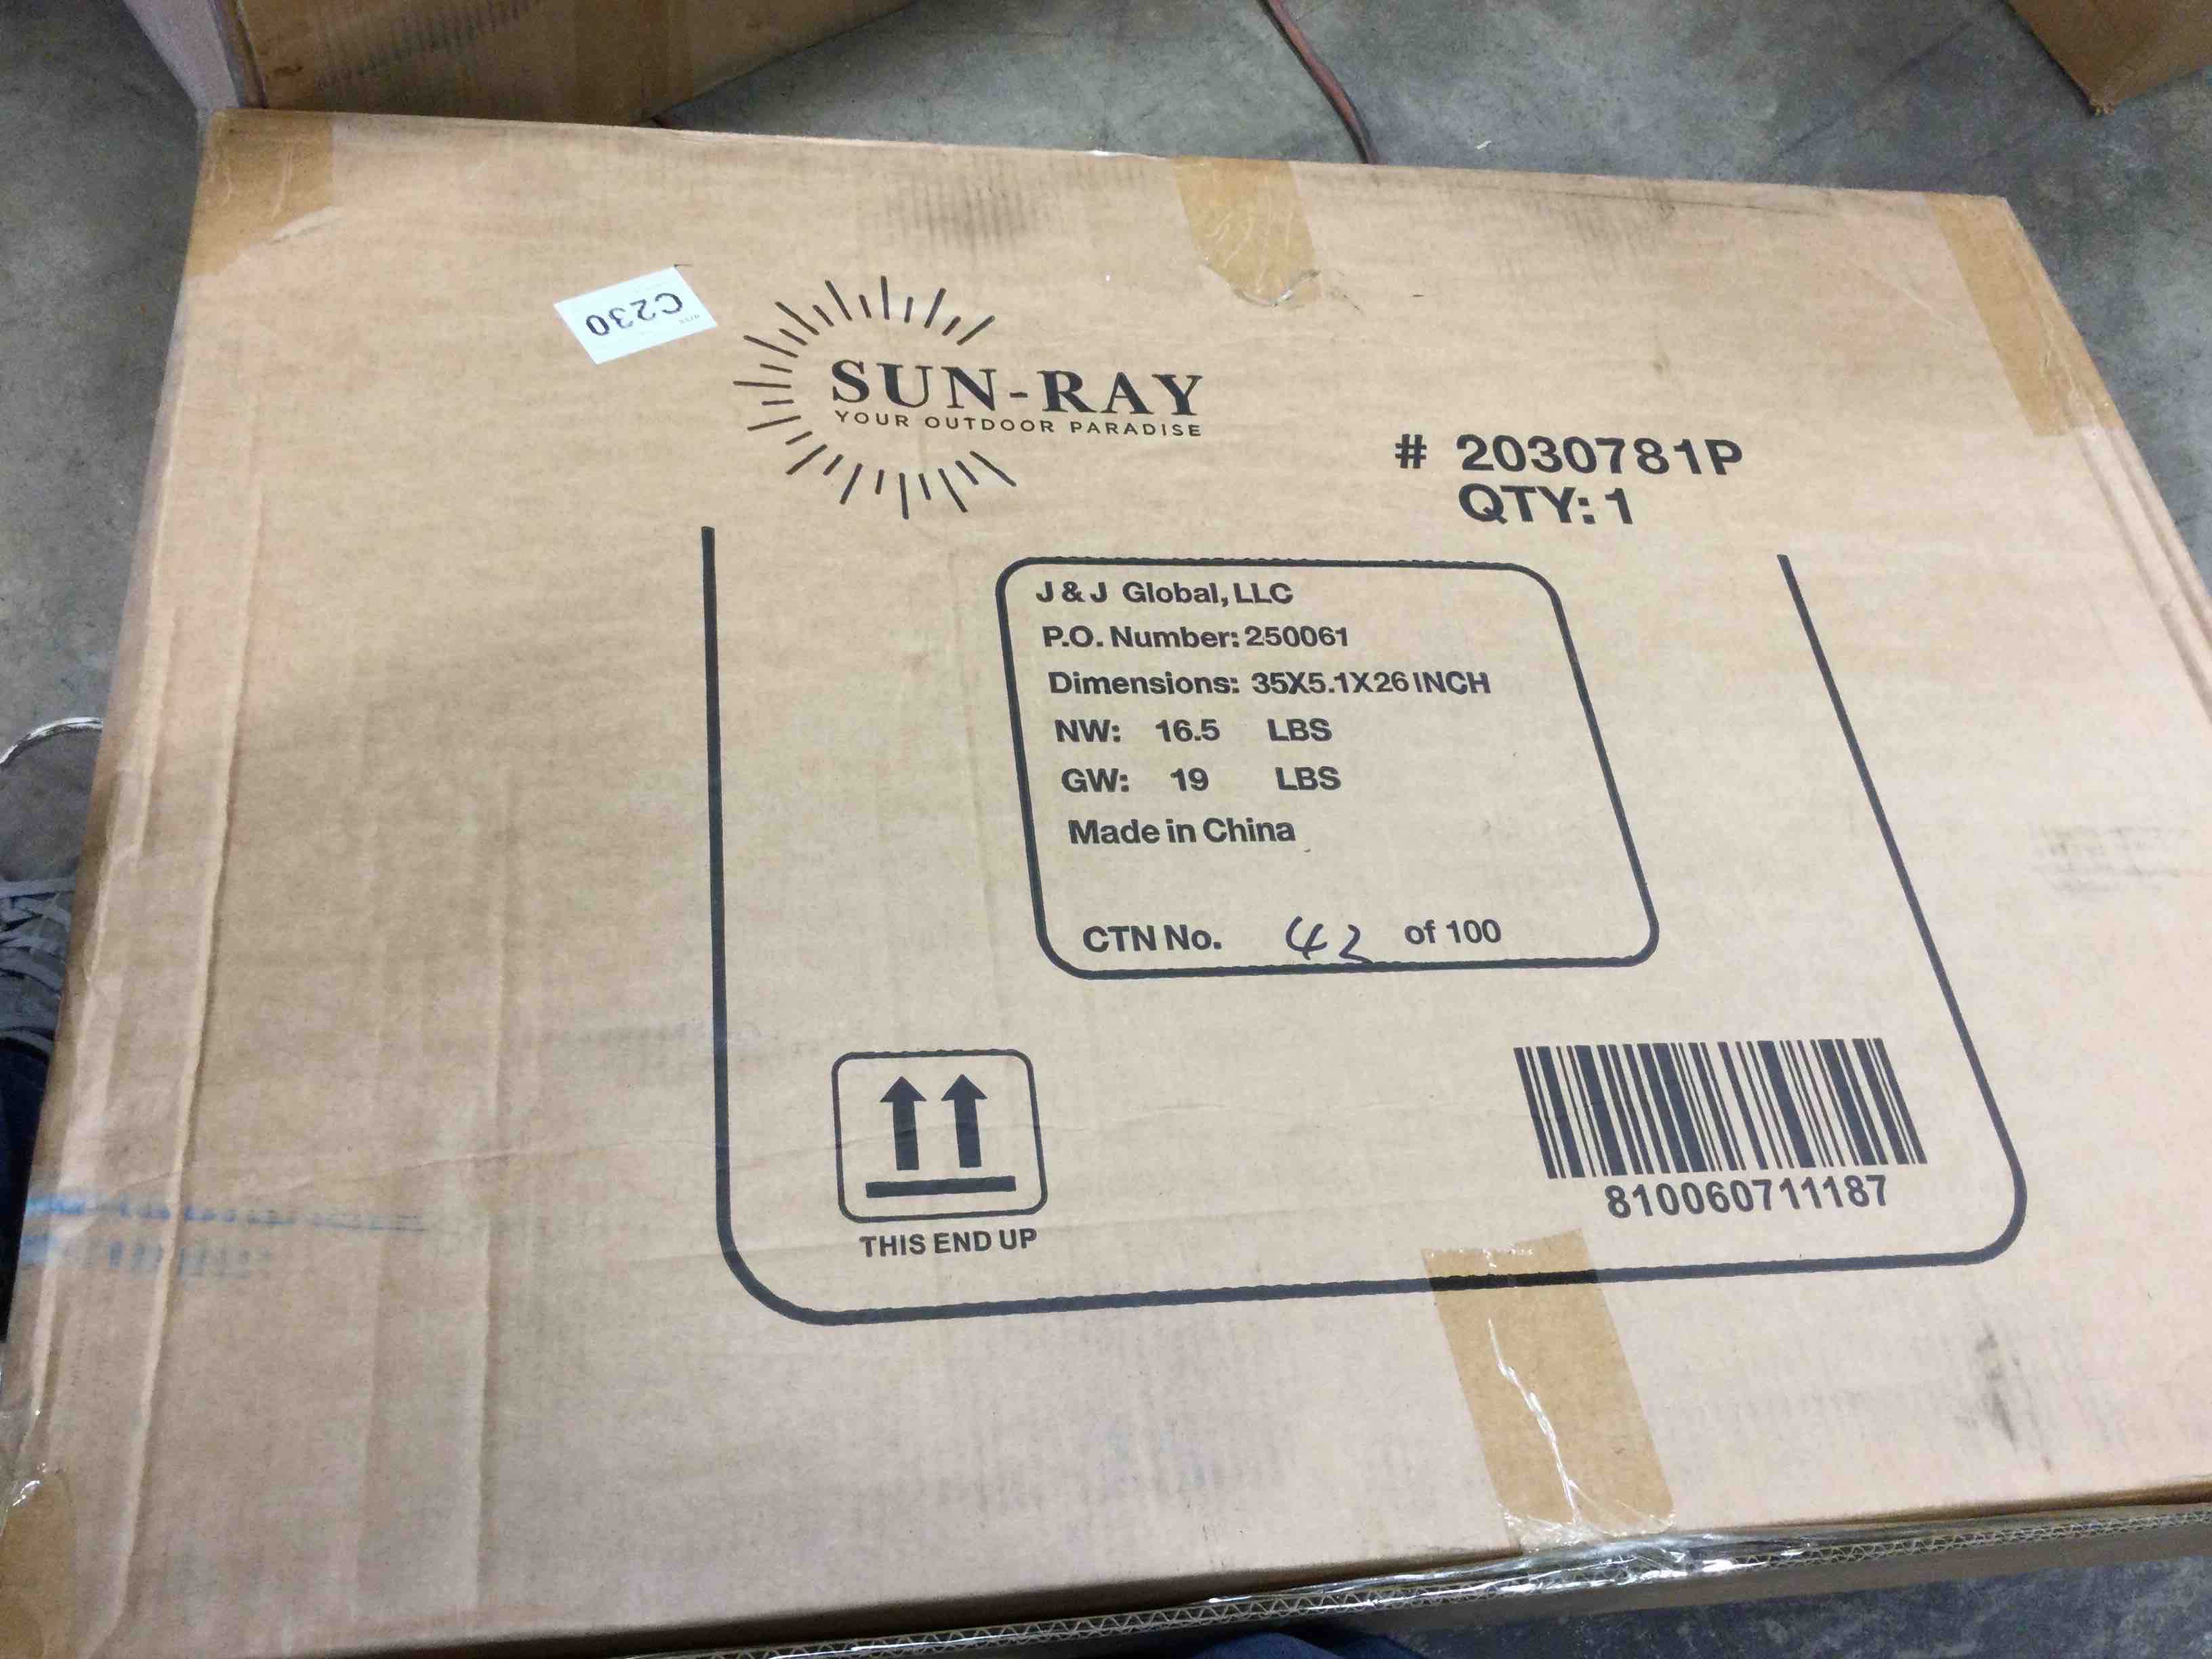 C230
SUN-RAY
YOUR OUTDOOR PARADISE
# 2030781P
QTY: 1
J & J Global, LLC
P.O. Number: 250061
Dimensions: 35X5.1X26 INCH
NW: 16.5 LBS
GW: 19 LBS
Made in China
CTN No. 42 of 100
THIS END UP
810060711187